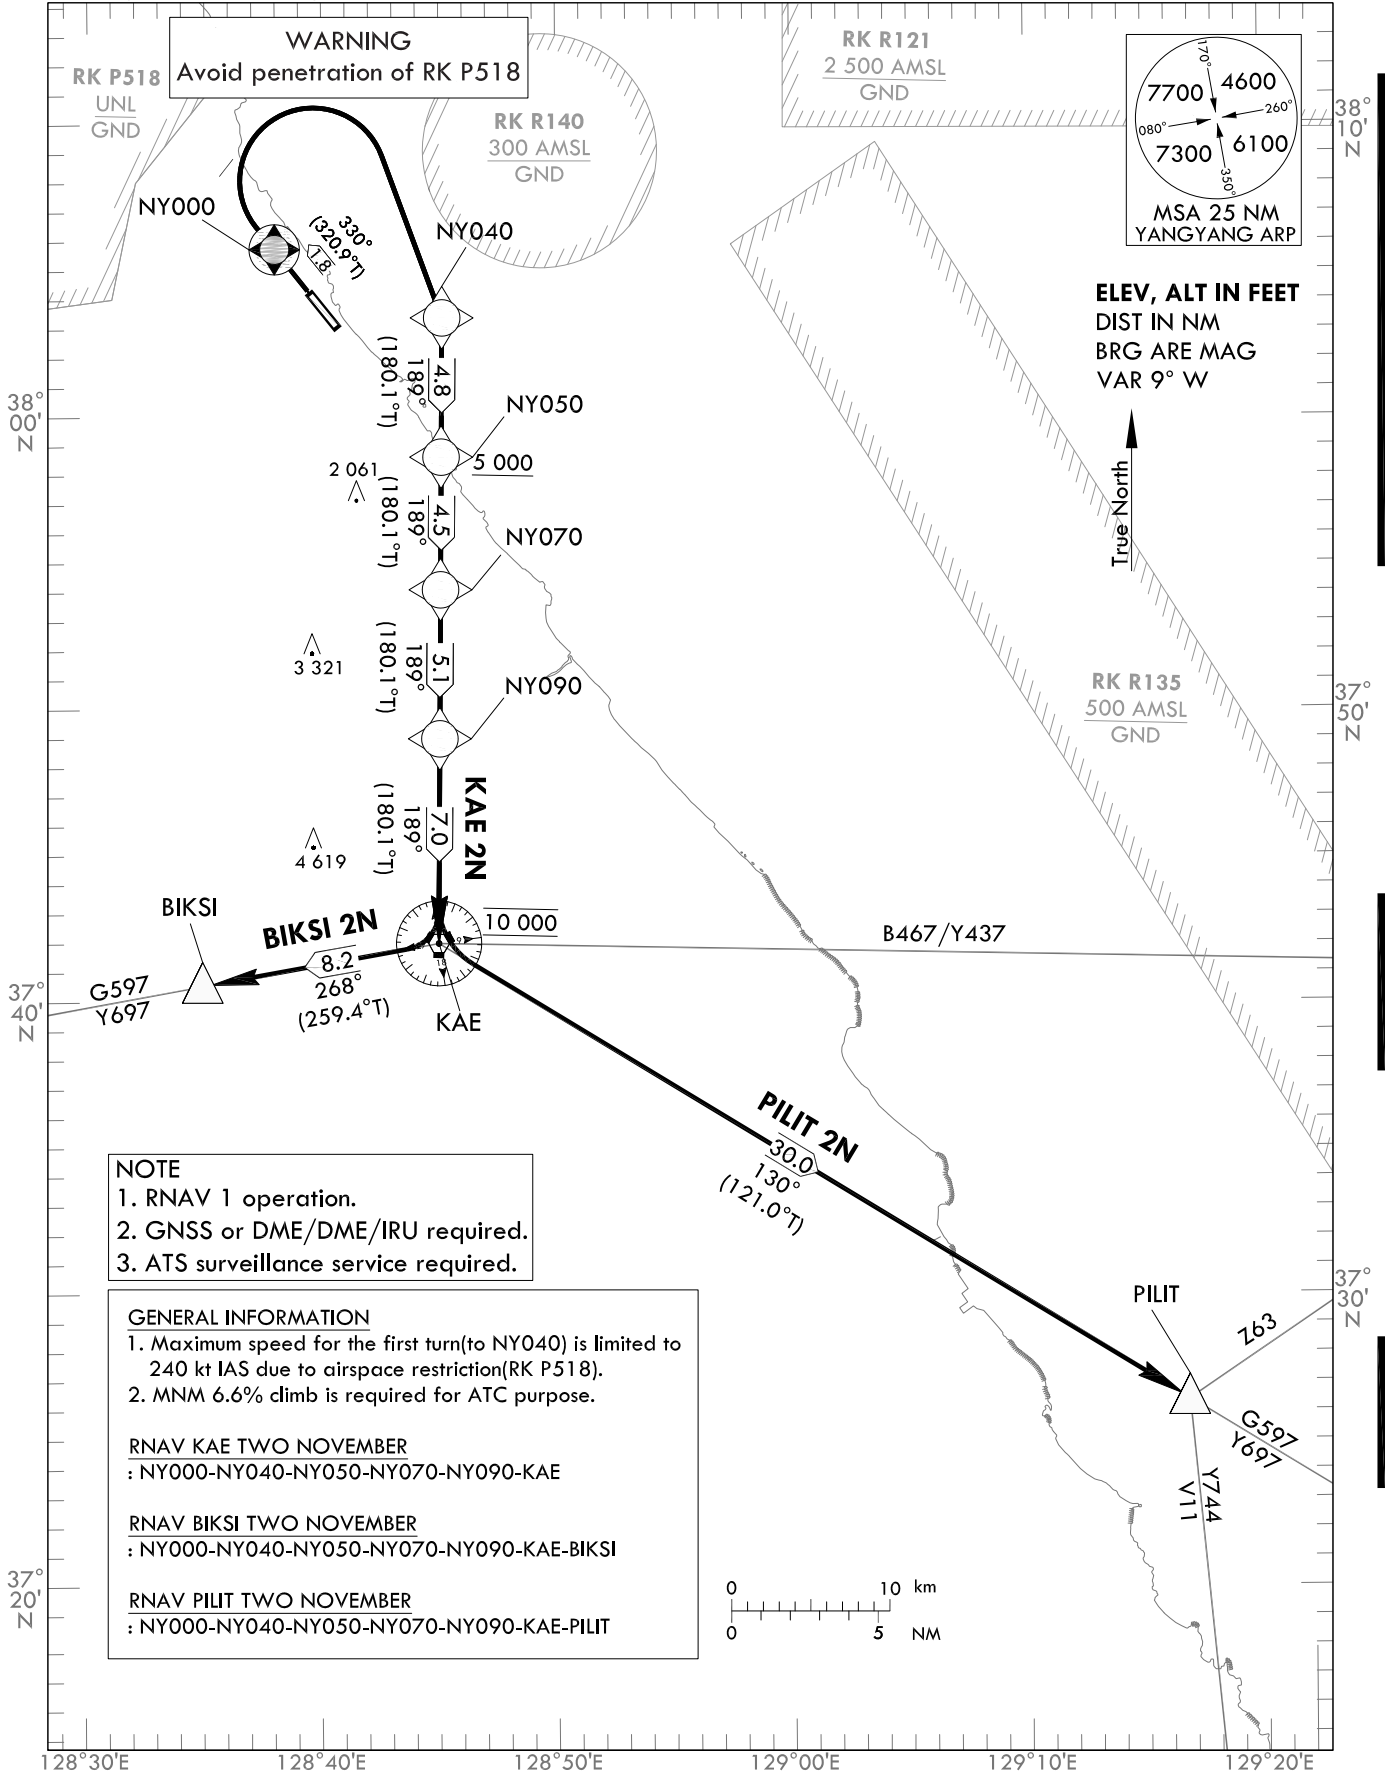 WARNING
Avoid penetration of RK P518
RK P518
UNL
GND
RK R140
300 AMSL
GND
RK R121
2 500 AMSL
GND
170°
7700
4600
260°
080°
7300
6100
350°
MSA 25 NM
YANGYANG ARP
38°
10'
N
ELEV, ALT IN FEET
DIST IN NM
BRG ARE MAG
VAR 9° W
True North
NY000
330°
(320.9°T)
1.8
NY040
4.8
189°
(180.1°T)
38°
00'
N
NY050
5 000
2 061
4.5
189°
(180.1°T)
NY070
3 321
5.1
189°
(180.1°T)
NY090
RK R135
500 AMSL
GND
37°
50'
N
7.0
189°
(180.1°T)
KAE 2N
4 619
BIKSI
BIKSI 2N
8.2
268°
(259.4°T)
10 000
KAE
18
B467/Y437
G597
Y697
37°
40'
N
PILIT 2N
30.0
130°
(121.0°T)
NOTE
1. RNAV 1 operation.
2. GNSS or DME/DME/IRU required.
3. ATS surveillance service required.
PILIT
37°
30'
N
Z63
G597
Y697
Y744
V11
GENERAL INFORMATION
1. Maximum speed for the first turn(to NY040) is limited to
240 kt IAS due to airspace restriction(RK P518).
2. MNM 6.6% climb is required for ATC purpose.
RNAV KAE TWO NOVEMBER
: NY000-NY040-NY050-NY070-NY090-KAE
RNAV BIKSI TWO NOVEMBER
: NY000-NY040-NY050-NY070-NY090-KAE-BIKSI
RNAV PILIT TWO NOVEMBER
: NY000-NY040-NY050-NY070-NY090-KAE-PILIT
37°
20'
N
0 10 km
0 5 NM
128°30'E 128°40'E 128°50'E 129°00'E 129°10'E 129°20'E